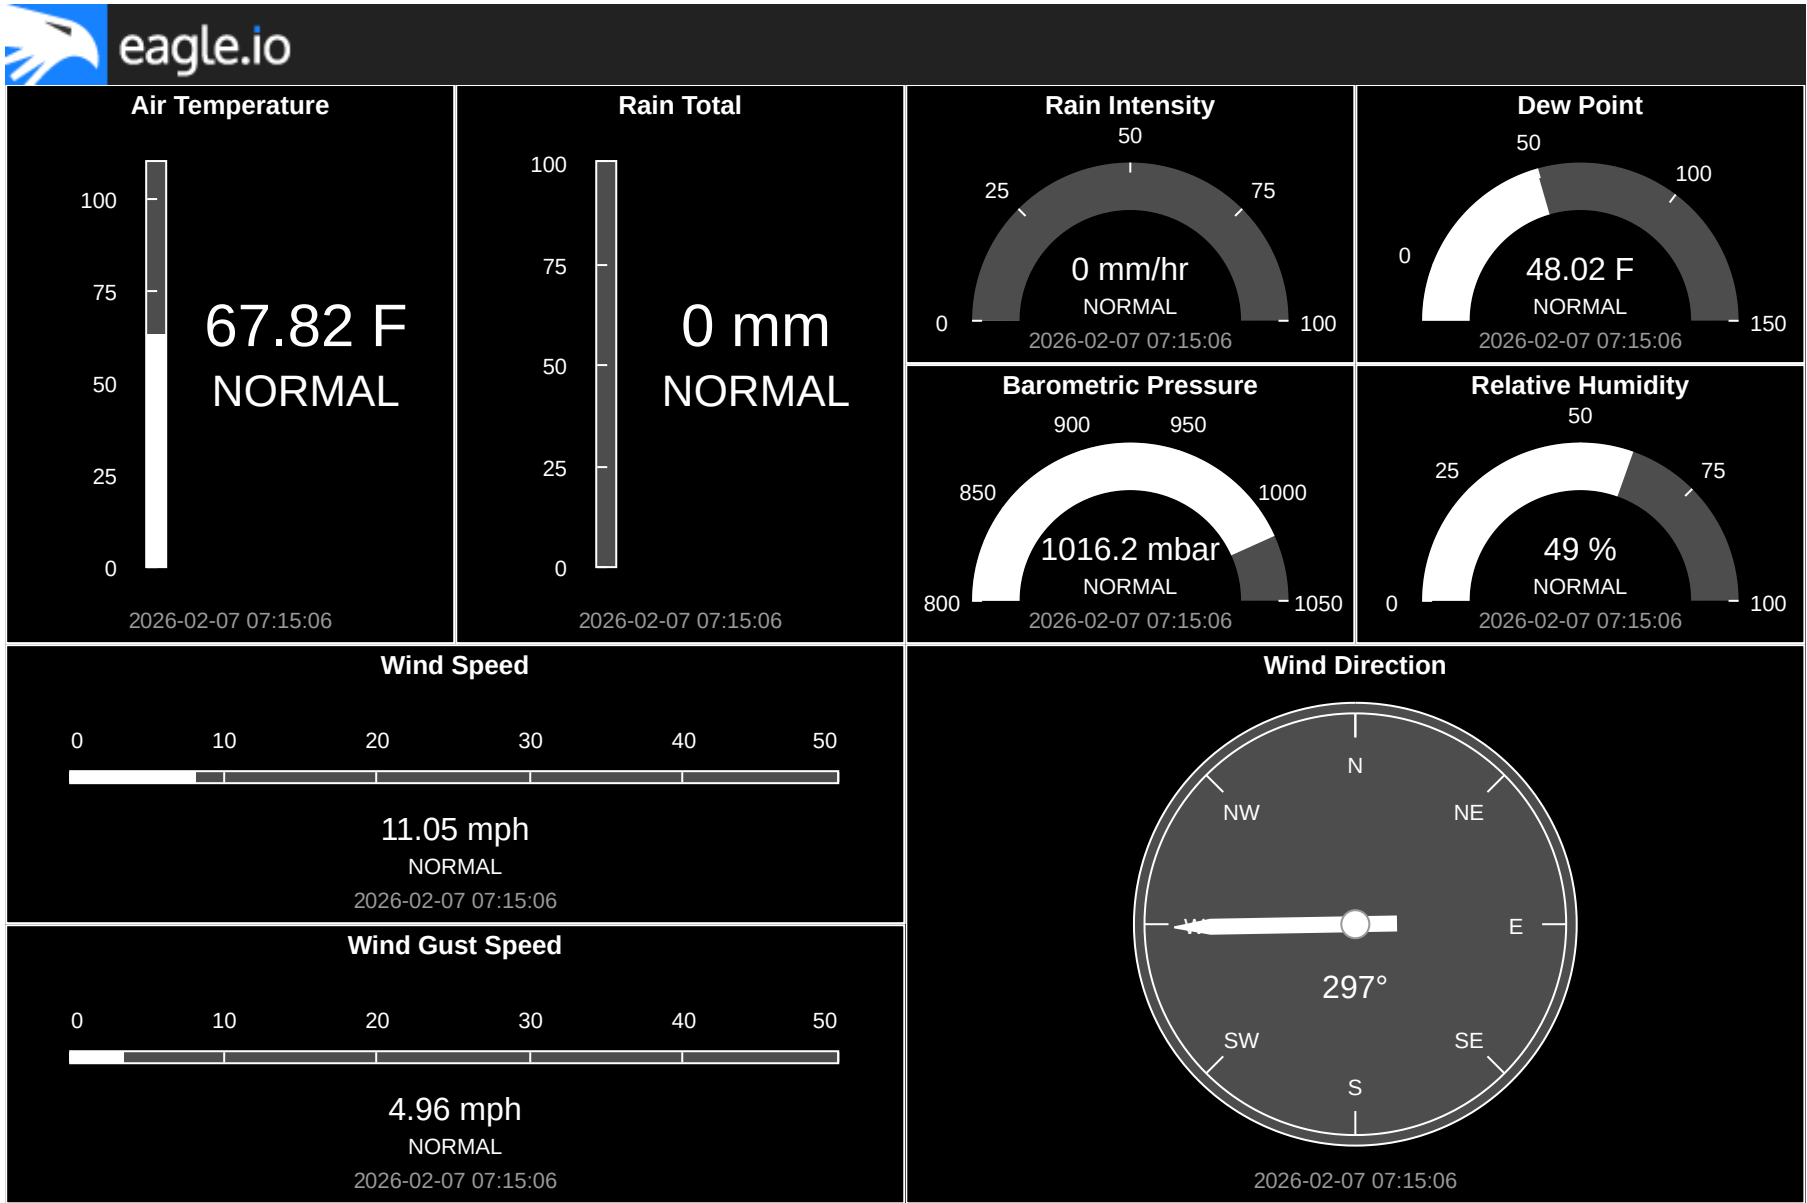 eagle.io
Air Temperature
100
75
50
25
0
67.82 F
NORMAL
2026-02-07 07:15:06
Rain Total
100
75
50
25
0
0 mm
NORMAL
2026-02-07 07:15:06
Rain Intensity
50
25
75
0
100
0 mm/hr
NORMAL
2026-02-07 07:15:06
Dew Point
50
100
0
150
48.02 F
NORMAL
2026-02-07 07:15:06
Barometric Pressure
900
950
850
1000
800
1050
1016.2 mbar
NORMAL
2026-02-07 07:15:06
Relative Humidity
50
25
75
0
100
49 %
NORMAL
2026-02-07 07:15:06
Wind Speed
0 10 20 30 40 50
11.05 mph
NORMAL
2026-02-07 07:15:06
Wind Gust Speed
0 10 20 30 40 50
4.96 mph
NORMAL
2026-02-07 07:15:06
Wind Direction
N
NW
NE
W
E
297°
SW
SE
S
2026-02-07 07:15:06